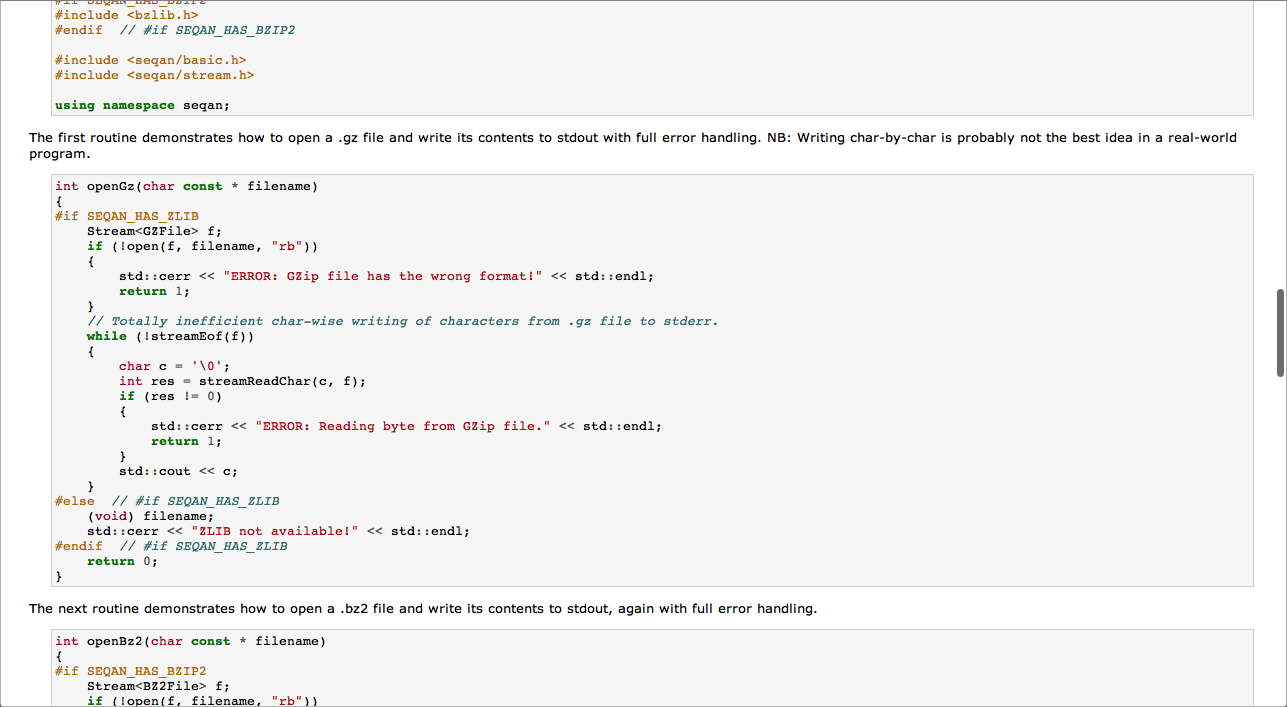 #if SEQAN_HAS_BZIP2
#include <bzlib.h>
#endif  // #if SEQAN_HAS_BZIP2
#include <seqan/basic.h>
#include <seqan/stream.h>
using namespace seqan;
The first routine demonstrates how to open a .gz file and write its contents to stdout with full error handling. NB: Writing char-by-char is probably not the best idea in a real-world
program.
int openGz(char const * filename)
{
#if SEQAN_HAS_ZLIB
    Stream<GZFile> f;
    if (!open(f, filename, "rb"))
    {
        std::cerr << "ERROR: GZip file has the wrong format!" << std::endl;
        return 1;
    }
    // Totally inefficient char-wise writing of characters from .gz file to stderr.
    while (!streamEof(f))
    {
        char c = '\0';
        int res = streamReadChar(c, f);
        if (res != 0)
        {
            std::cerr << "ERROR: Reading byte from GZip file." << std::endl;
            return 1;
        }
        std::cout << c;
    }
#else  // #if SEQAN_HAS_ZLIB
    (void) filename;
    std::cerr << "ZLIB not available!" << std::endl;
#endif  // #if SEQAN_HAS_ZLIB
    return 0;
}
The next routine demonstrates how to open a .bz2 file and write its contents to stdout, again with full error handling.
int openBz2(char const * filename)
{
#if SEQAN_HAS_BZIP2
    Stream<BZ2File> f;
    if (!open(f, filename, "rb"))